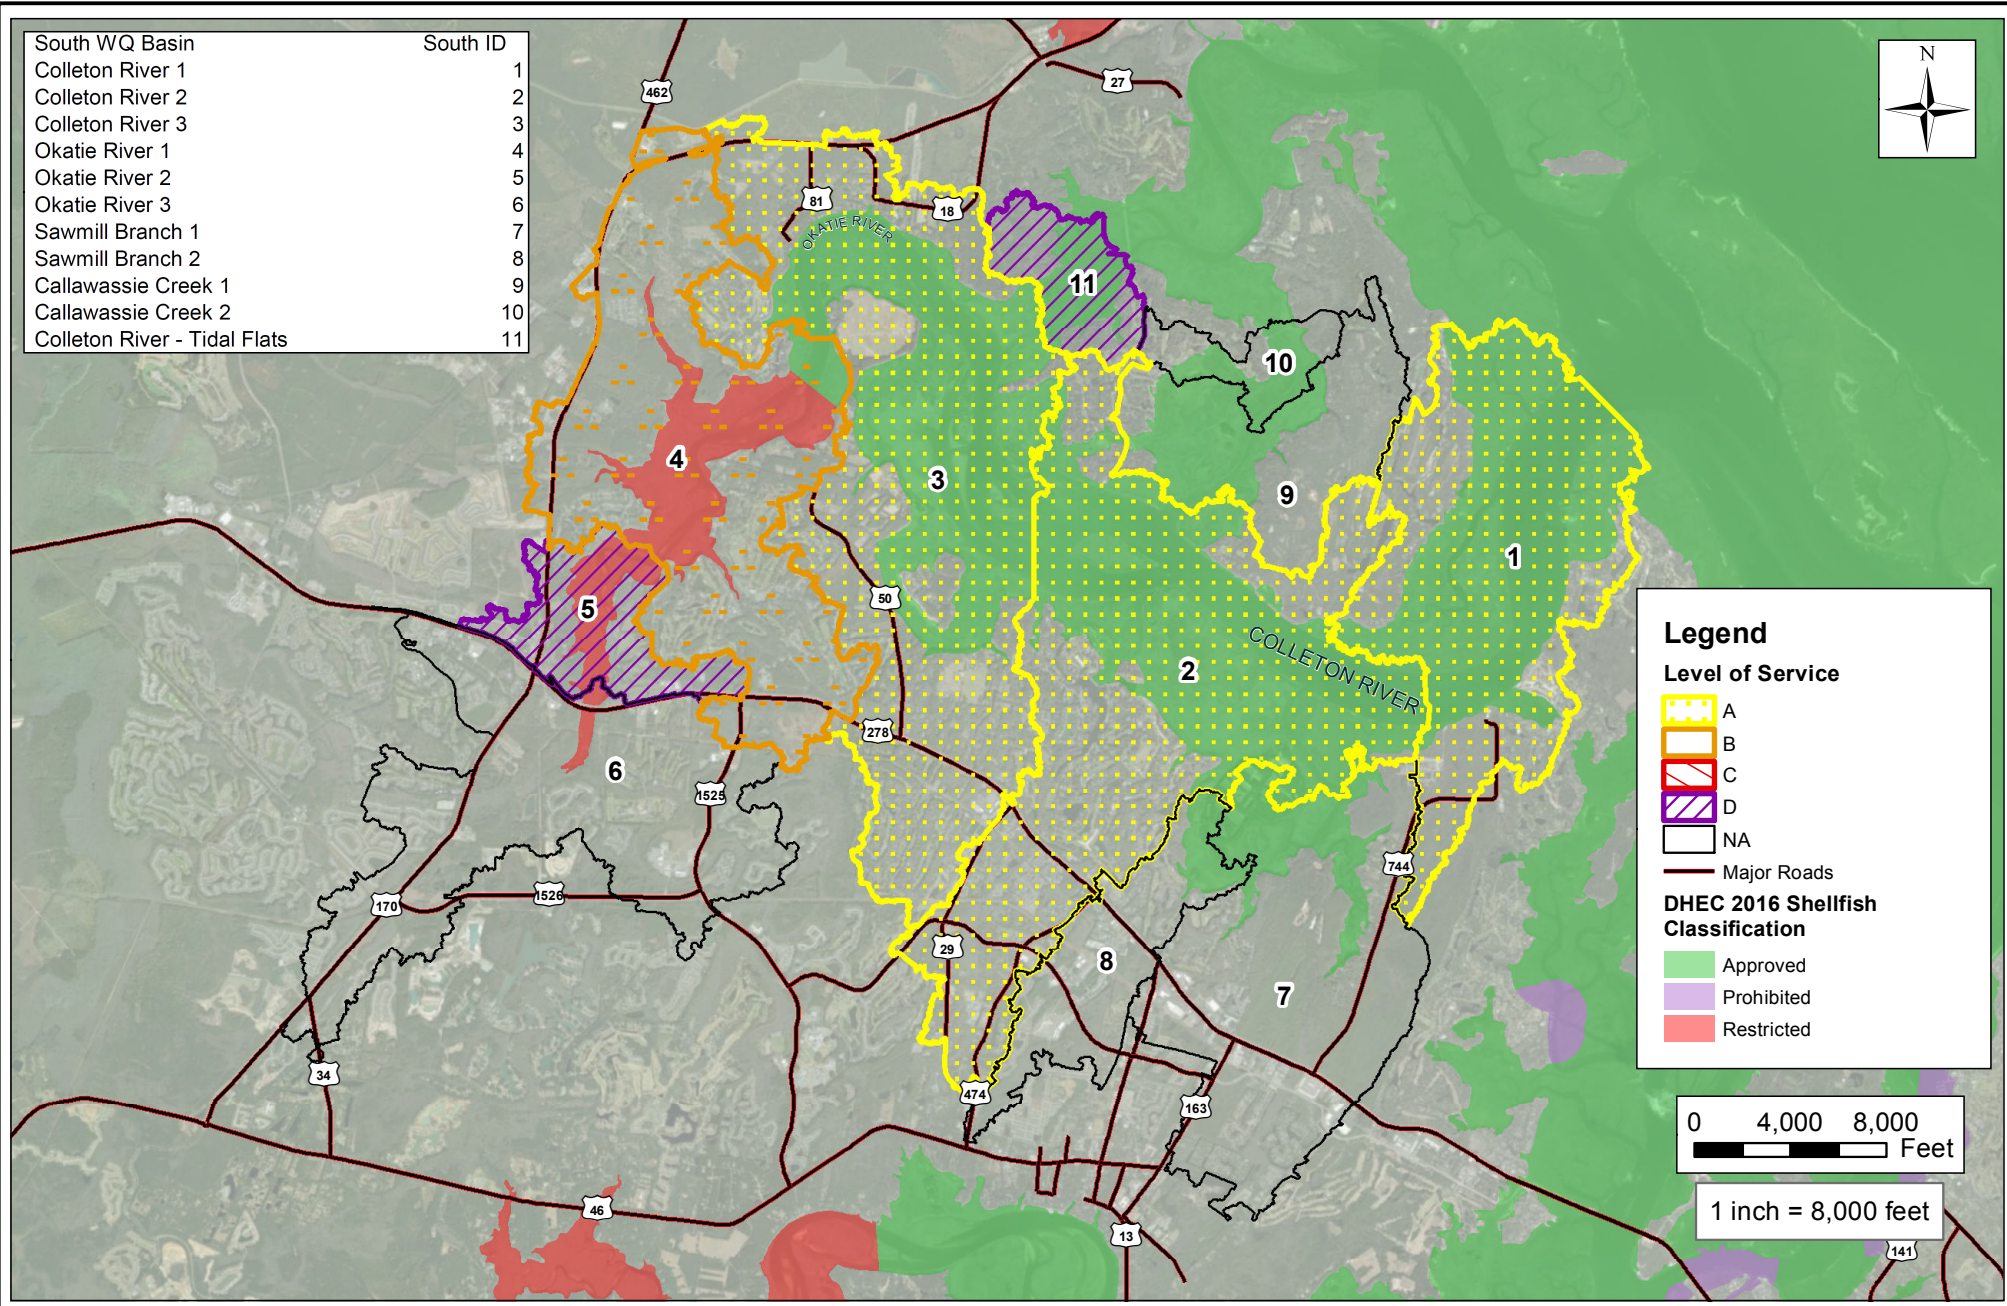 South WQ Basin South ID
Colleton River 1 1
Colleton River 2 2
Colleton River 3 3
Okatie River 1 4
Okatie River 2 5
Okatie River 3 6
Sawmill Branch 1 7
Sawmill Branch 2 8
Callawassie Creek 1 9
Callawassie Creek 2 10
Colleton River - Tidal Flats 11
N
462
27
81
18
OKATIE RIVER
11
10
4
3
9
1
5
50
COLLETON RIVER
2
278
6
1525
744
170
1526
29
8
7
34
474
163
46
13
141
Legend
Level of Service
A
B
C
D
NA
Major Roads
DHEC 2016 Shellfish
Classification
Approved
Prohibited
Restricted
0 4,000 8,000
Feet
1 inch = 8,000 feet